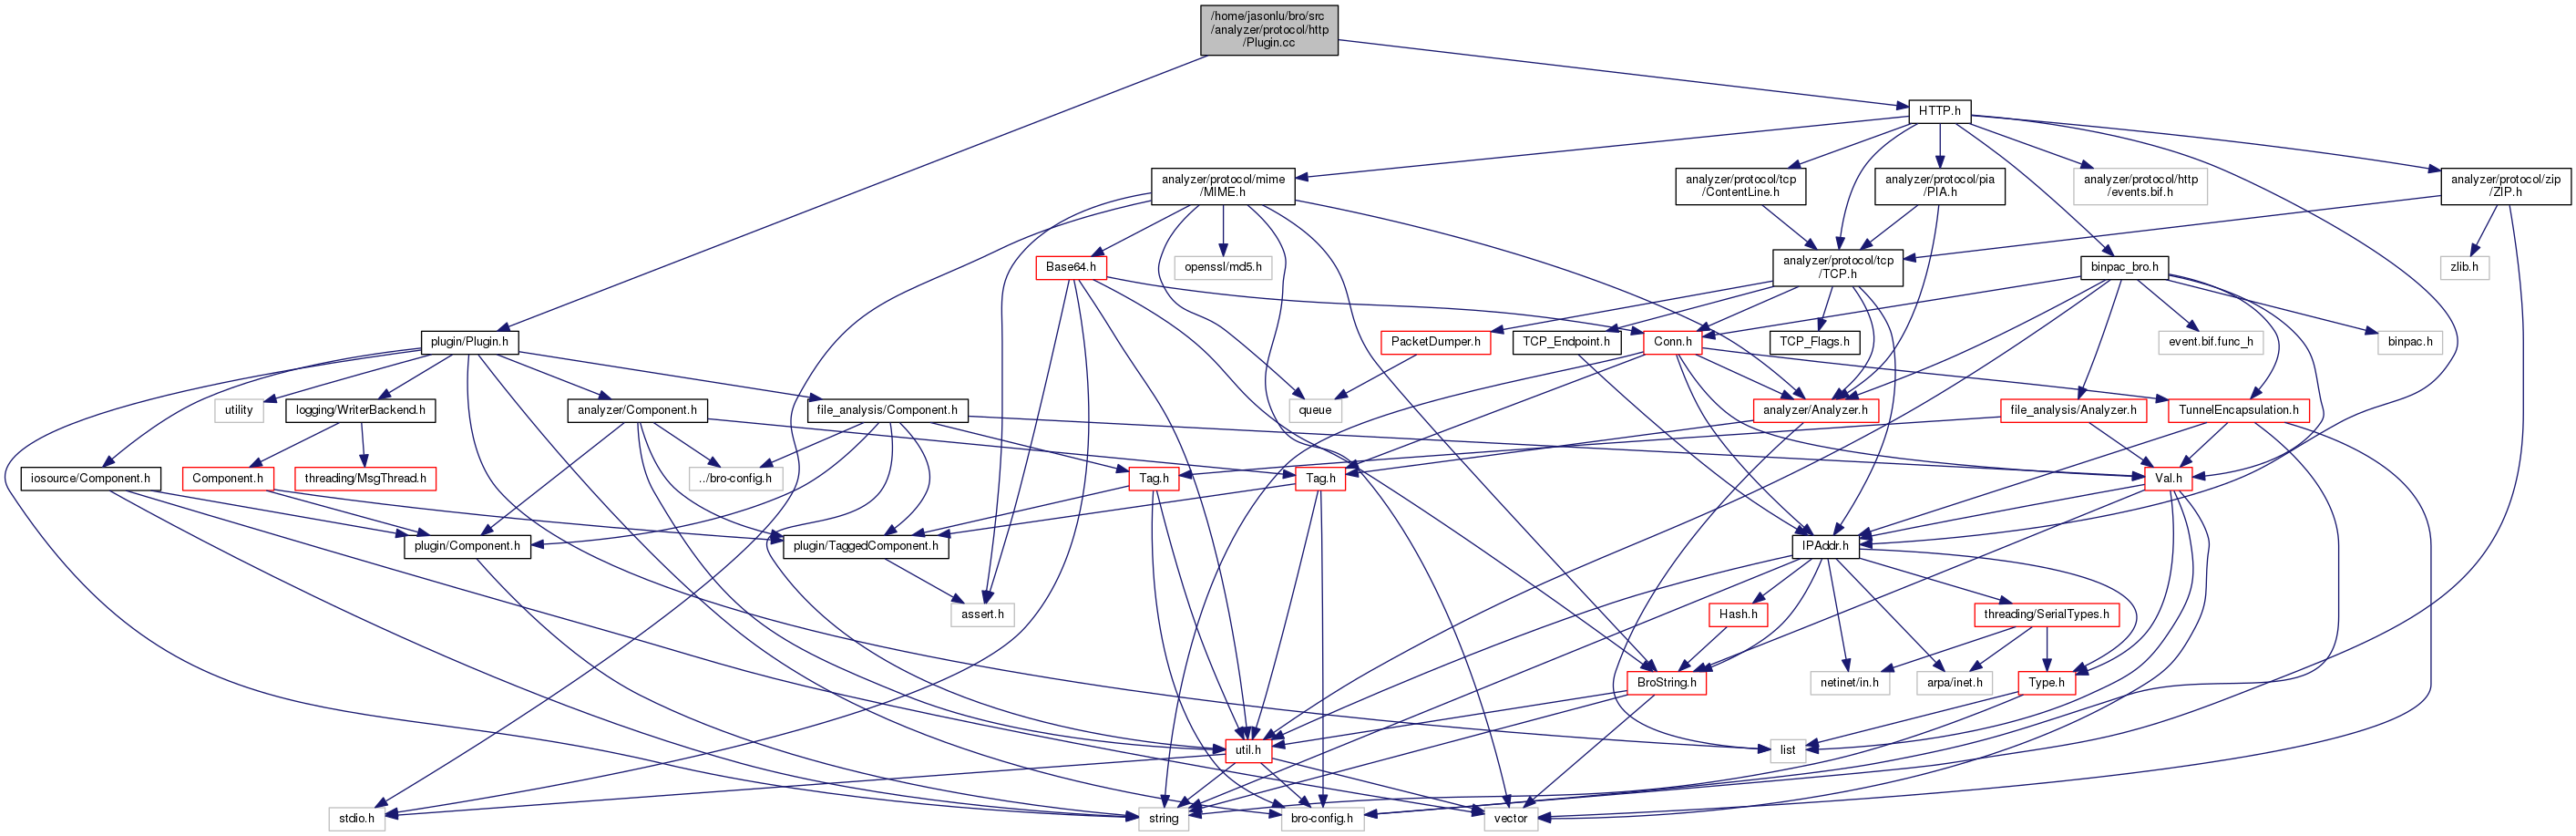 /home/jasonlu/bro/src
/analyzer/protocol/http
/Plugin.cc
HTTP.h
analyzer/protocol/mime
/MIME.h
analyzer/protocol/tcp
/ContentLine.h
analyzer/protocol/pia
/PIA.h
analyzer/protocol/http
/events.bif.h
analyzer/protocol/zip
/ZIP.h
Base64.h
openssl/md5.h
analyzer/protocol/tcp
/TCP.h
binpac_bro.h
zlib.h
plugin/Plugin.h
PacketDumper.h
TCP_Endpoint.h
Conn.h
TCP_Flags.h
event.bif.func_h
binpac.h
utility
logging/WriterBackend.h
analyzer/Component.h
file_analysis/Component.h
queue
analyzer/Analyzer.h
file_analysis/Analyzer.h
TunnelEncapsulation.h
iosource/Component.h
Component.h
threading/MsgThread.h
../bro-config.h
Tag.h
Tag.h
Val.h
plugin/Component.h
plugin/TaggedComponent.h
IPAddr.h
assert.h
Hash.h
threading/SerialTypes.h
BroString.h
netinet/in.h
arpa/inet.h
Type.h
util.h
list
stdio.h
string
bro-config.h
vector